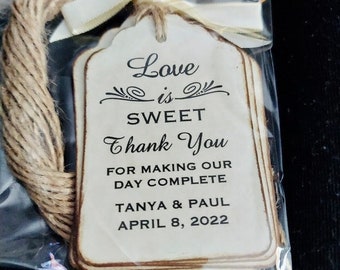 Love
is
SWEET
Thank You
FOR MAKING OUR
DAY COMPLETE
TANYA & PAUL
APRIL 8, 2022